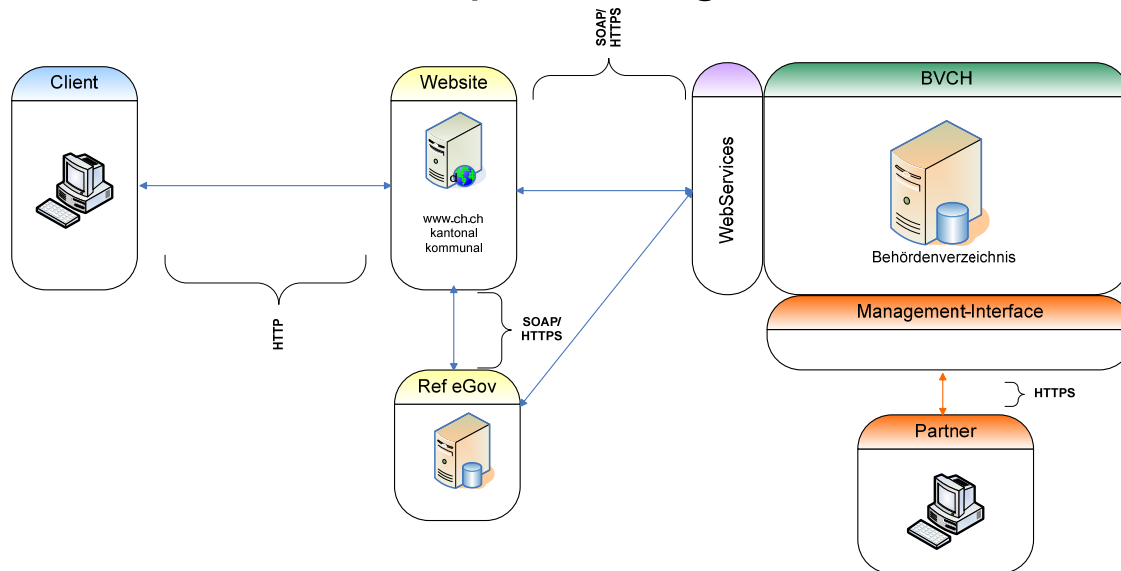 SOAP/
HTTPS
Client
Website
BVCH
WebServices
www.ch.ch
kantonal
kommunal
Behördenverzeichnis
Management-Interface
HTTP
SOAP/
HTTPS
Ref eGov
HTTPS
Partner